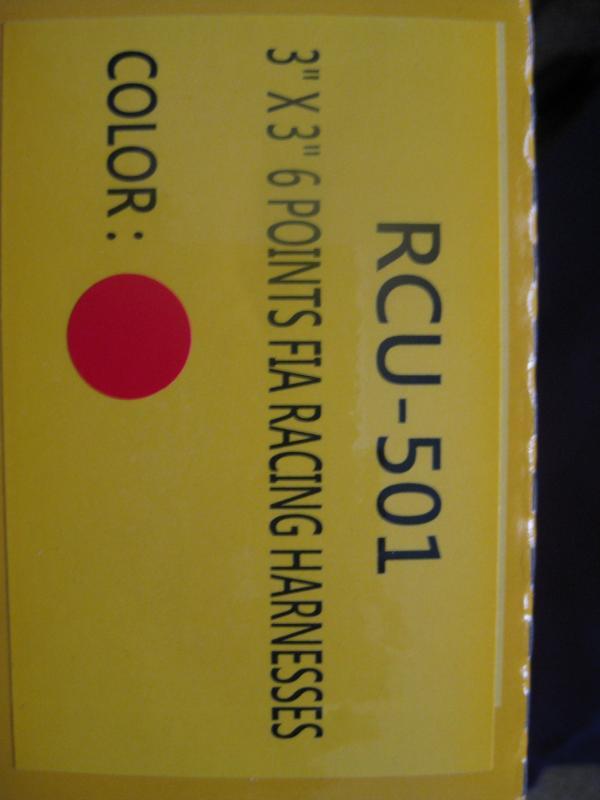 RCU-501
3" X 3" 6 POINTS FIA RACING HARNESSES
COLOR :